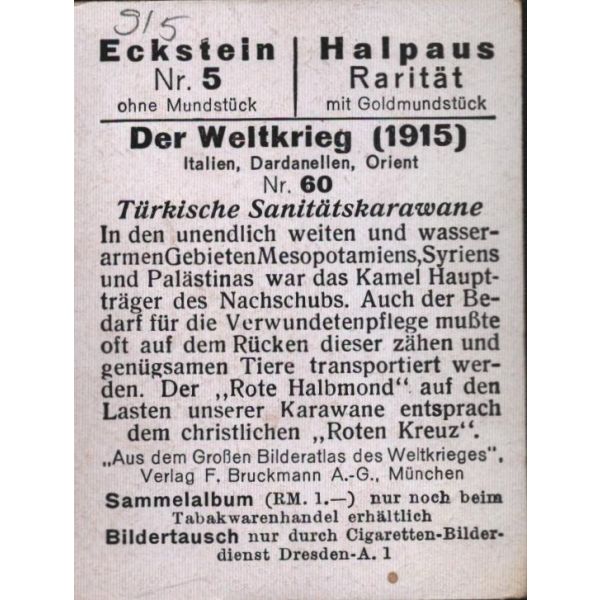 915
Eckstein | Halpaus
Nr. 5 | Rarität
ohne Mundstück | mit Goldmundstück
Der Weltkrieg (1915)
Italien, Dardanellen, Orient
Nr. 60
Türkische Sanitätskarawane
In den unendlich weiten und wasser-
armen Gebieten Mesopotamiens, Syriens
und Palästinas war das Kamel Haupt-
träger des Nachschubs. Auch der Be-
darf für die Verwundetenpflege mußte
oft auf dem Rücken dieser zähen und
genügsamen Tiere transportiert wer-
den. Der „Rote Halbmond“ auf den
Lasten unserer Karawane entsprach
dem christlichen „Roten Kreuz“.
„Aus dem Großen Bilderatlas des Weltkrieges“,
Verlag F. Bruckmann A.-G., München
Sammelalbum (RM. 1.—) nur noch beim
Tabakwarenhandel erhältlich
Bildertausch nur durch Cigaretten-Bilder-
dienst Dresden-A. 1